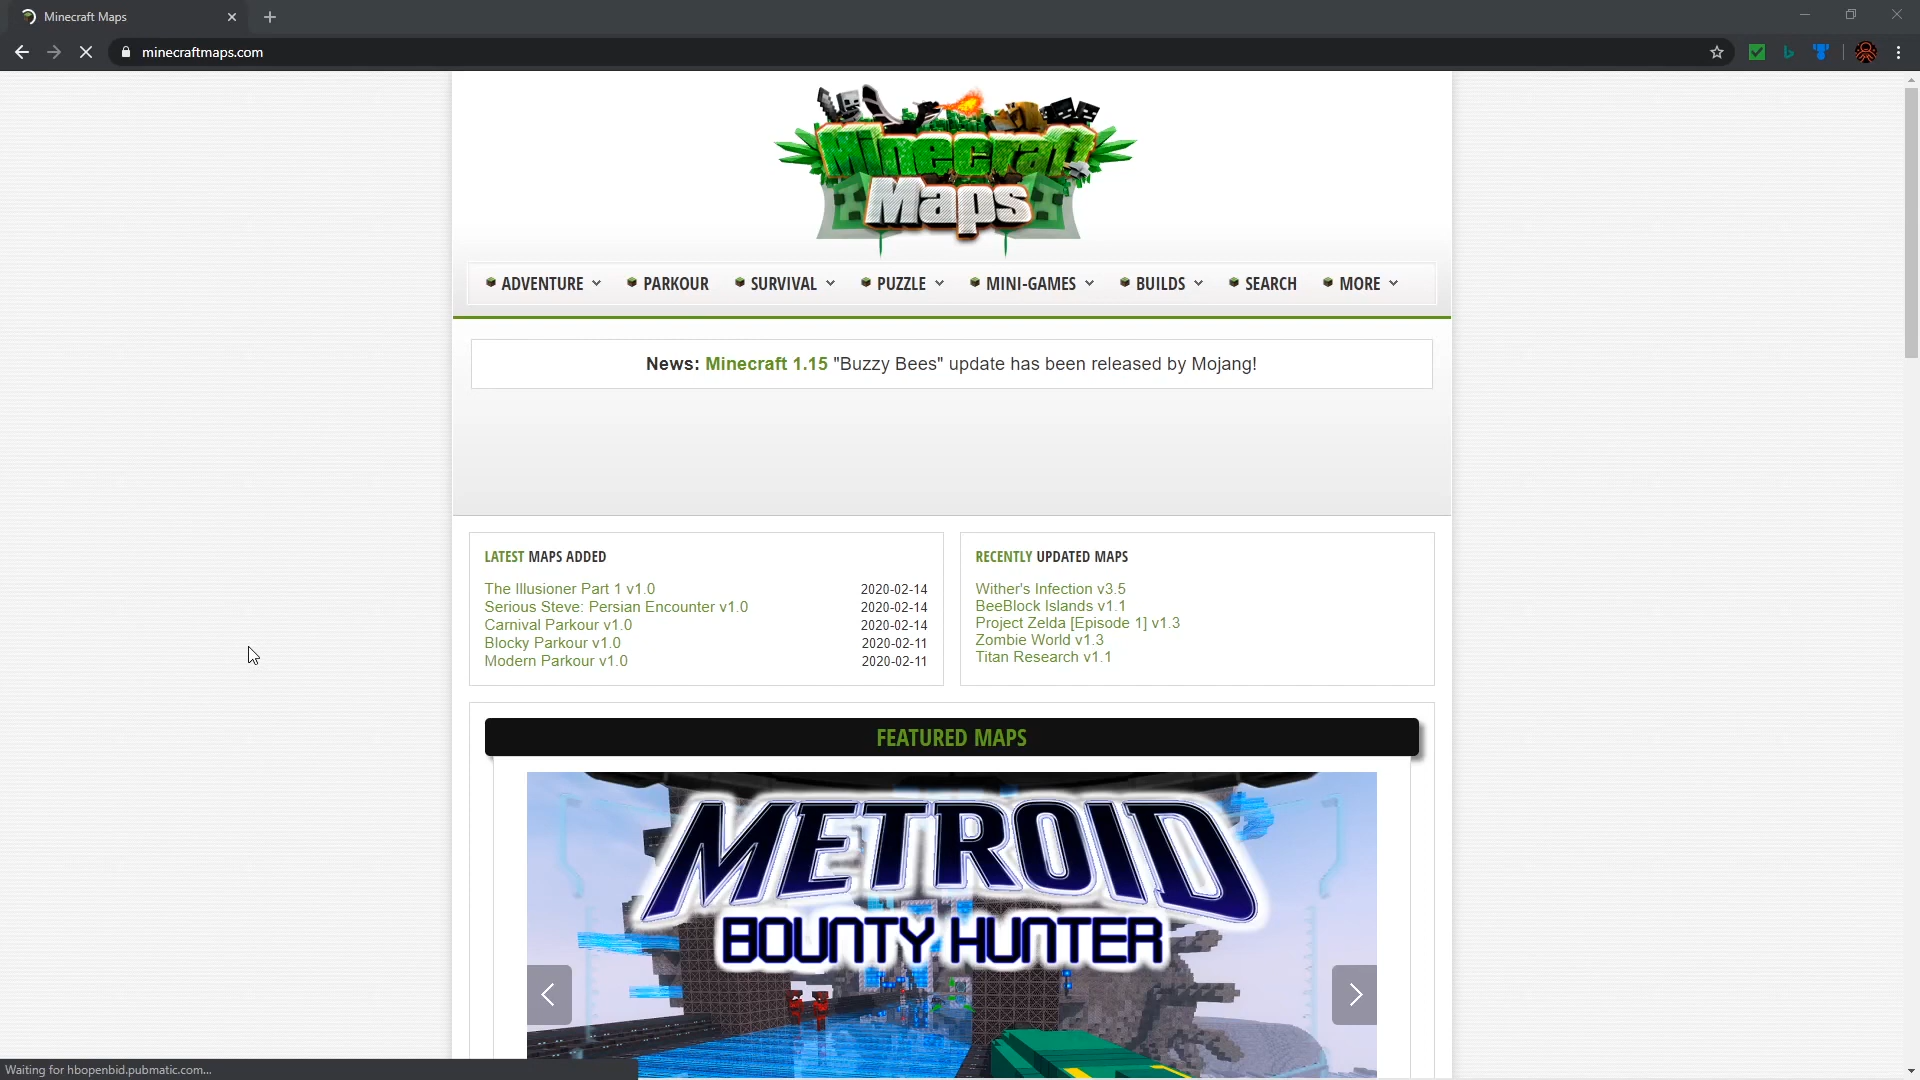 Minecraft Maps
minecraftmaps.com
Minecraft
Maps
ADVENTURE
PARKOUR
SURVIVAL
PUZZLE
MINI-GAMES
BUILDS
SEARCH
MORE
News: Minecraft 1.15 "Buzzy Bees" update has been released by Mojang!
LATEST MAPS ADDED
The Illusioner Part 1 v1.0 2020-02-14
Serious Steve: Persian Encounter v1.0 2020-02-14
Carnival Parkour v1.0 2020-02-14
Blocky Parkour v1.0 2020-02-11
Modern Parkour v1.0 2020-02-11
RECENTLY UPDATED MAPS
Wither's Infection v3.5
BeeBlock Islands v1.1
Project Zelda [Episode 1] v1.3
Zombie World v1.3
Titan Research v1.1
FEATURED MAPS
METROID
BOUNTY HUNTER
Waiting for hbopenbid.pubmatic.com...